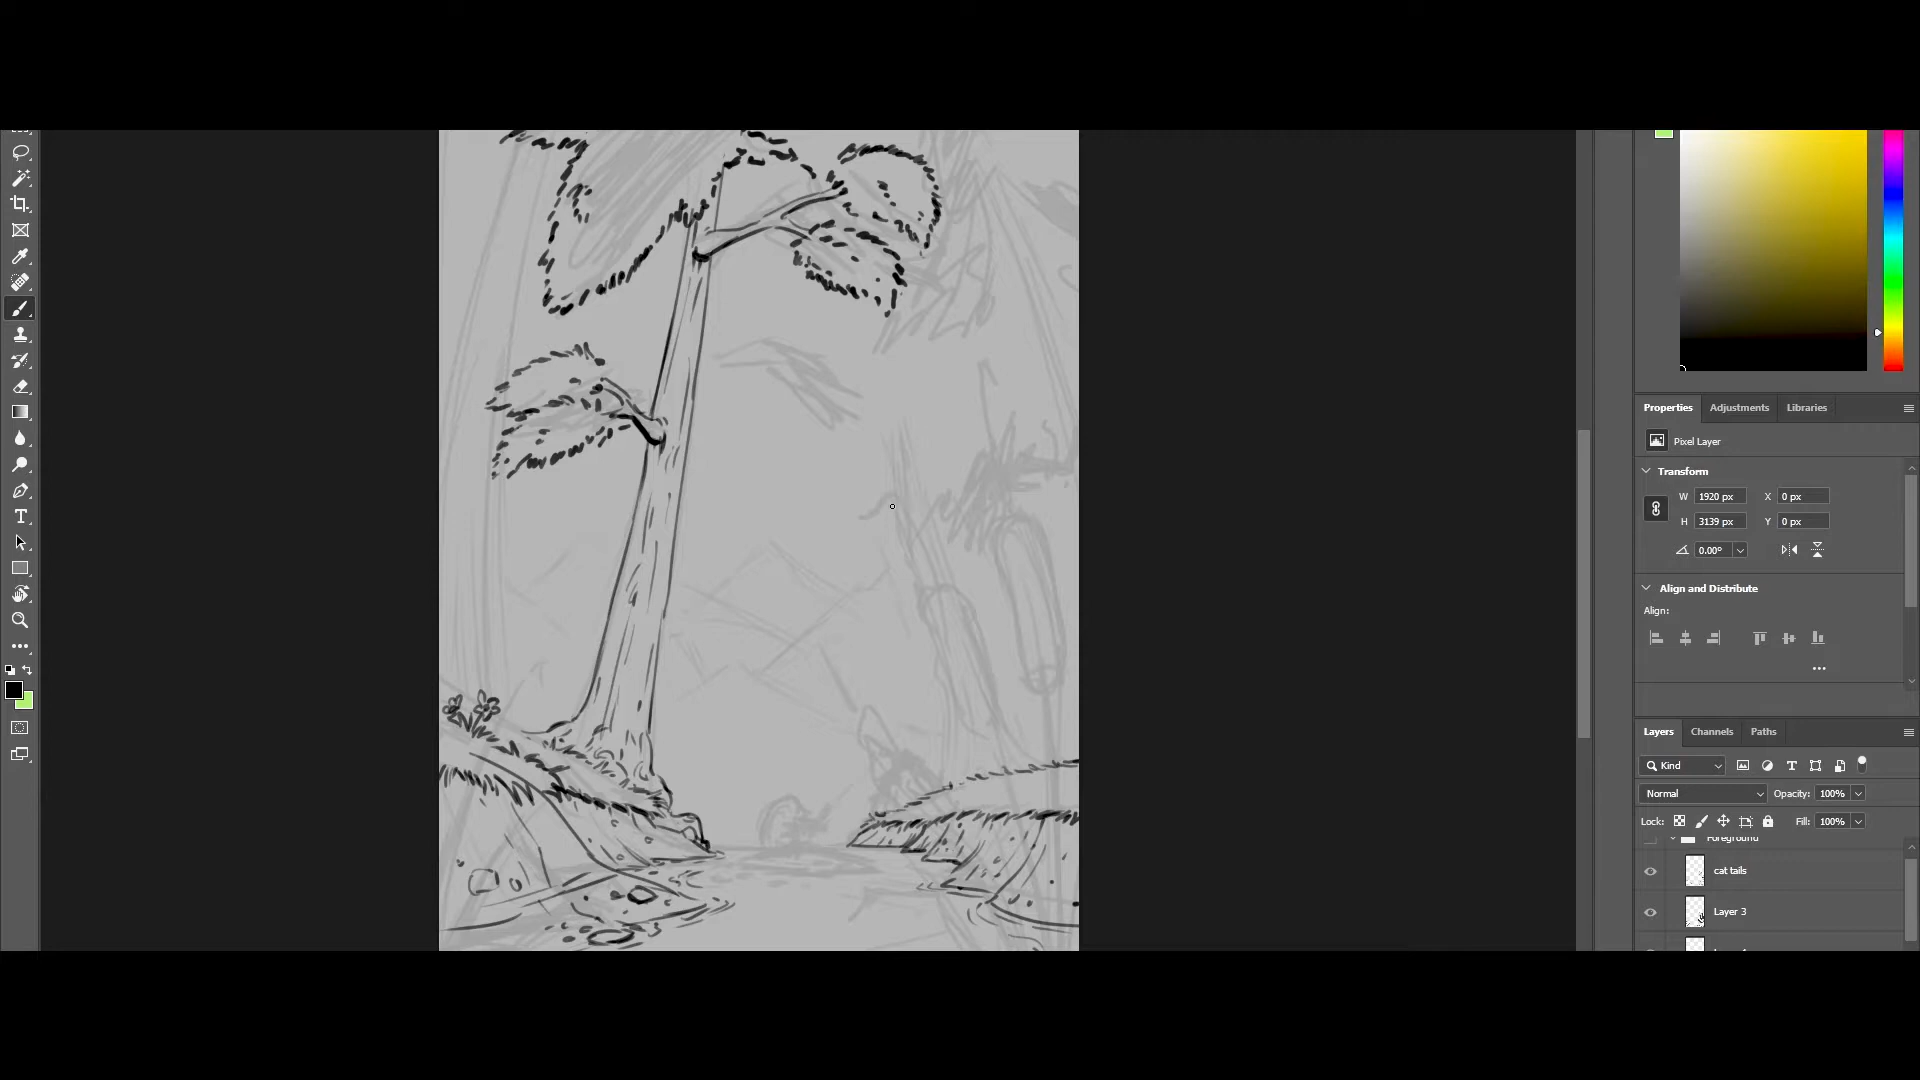 Properties Adjustments Libraries
Pixel Layer
Transform
W 1920 px X 0 px
H 3139 px Y 0 px
0.00°
Align and Distribute
Align:
Layers Channels Paths
Kind
Normal Opacity: 100%
Lock: Fill: 100%
Foreground
cat tails
Layer 3